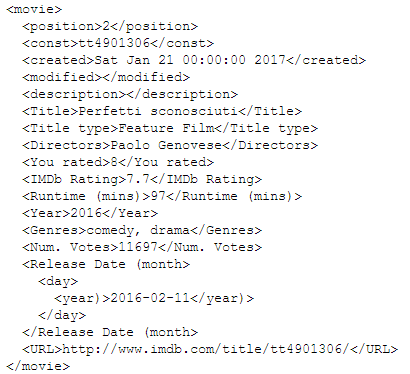 <movie>
  <position>2</position>
  <const>tt4901306</const>
  <created>Sat Jan 21 00:00:00 2017</created>
  <modified></modified>
  <description></description>
  <Title>Perfetti sconosciuti</Title>
  <Title type>Feature Film</Title type>
  <Directors>Paolo Genovese</Directors>
  <You rated>8</You rated>
  <IMDb Rating>7.7</IMDb Rating>
  <Runtime (mins)>97</Runtime (mins)>
  <Year>2016</Year>
  <Genres>comedy, drama</Genres>
  <Num. Votes>11697</Num. Votes>
  <Release Date (month>
    <day>
      <year)>2016-02-11</year)>
    </day>
  </Release Date (month>
  <URL>http://www.imdb.com/title/tt4901306/</URL>
</movie>